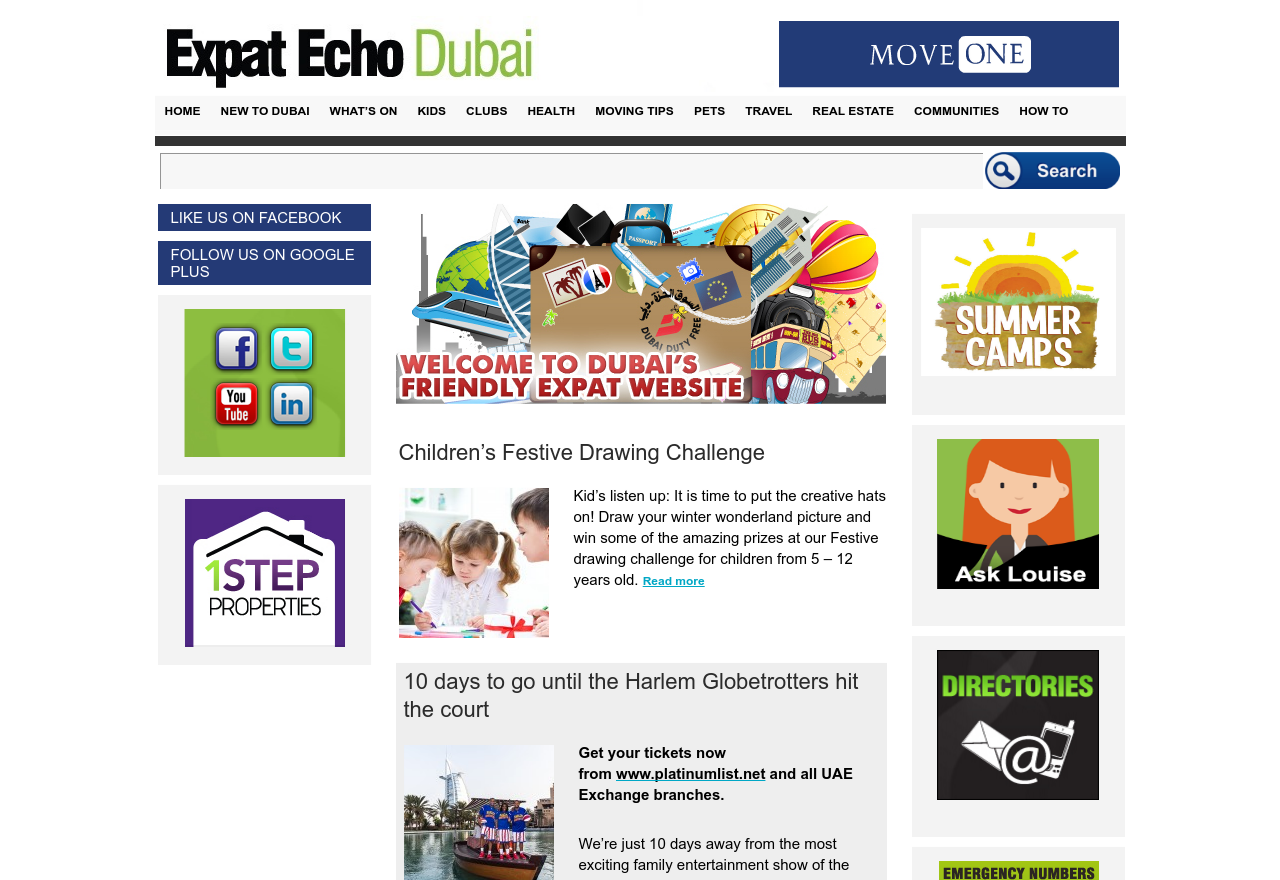 Expat Echo Dubai
MOVE ONE
HOME NEW TO DUBAI WHAT’S ON KIDS CLUBS HEALTH MOVING TIPS PETS TRAVEL REAL ESTATE COMMUNITIES HOW TO
Search
LIKE US ON FACEBOOK
FOLLOW US ON GOOGLE
PLUS
You
Tube
in
1STEP
PROPERTIES
Bank
PASSPORT
السوق الحرة - دبي
DUBAI DUTY FREE
WELCOME TO DUBAI’S
FRIENDLY EXPAT WEBSITE
Children’s Festive Drawing Challenge
Kid’s listen up: It is time to put the creative hats
on! Draw your winter wonderland picture and
win some of the amazing prizes at our Festive
drawing challenge for children from 5 – 12
years old. Read more
10 days to go until the Harlem Globetrotters hit
the court
Get your tickets now
from www.platinumlist.net and all UAE
Exchange branches.
We’re just 10 days away from the most
exciting family entertainment show of the
SUMMER
CAMPS
Ask Louise
DIRECTORIES
@
EMERGENCY NUMBERS